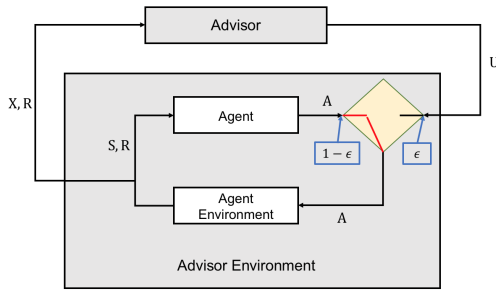 Advisor
U
X, R
A
Agent
S, R
1 − ϵ
ϵ
Agent
Environment
A
Advisor Environment